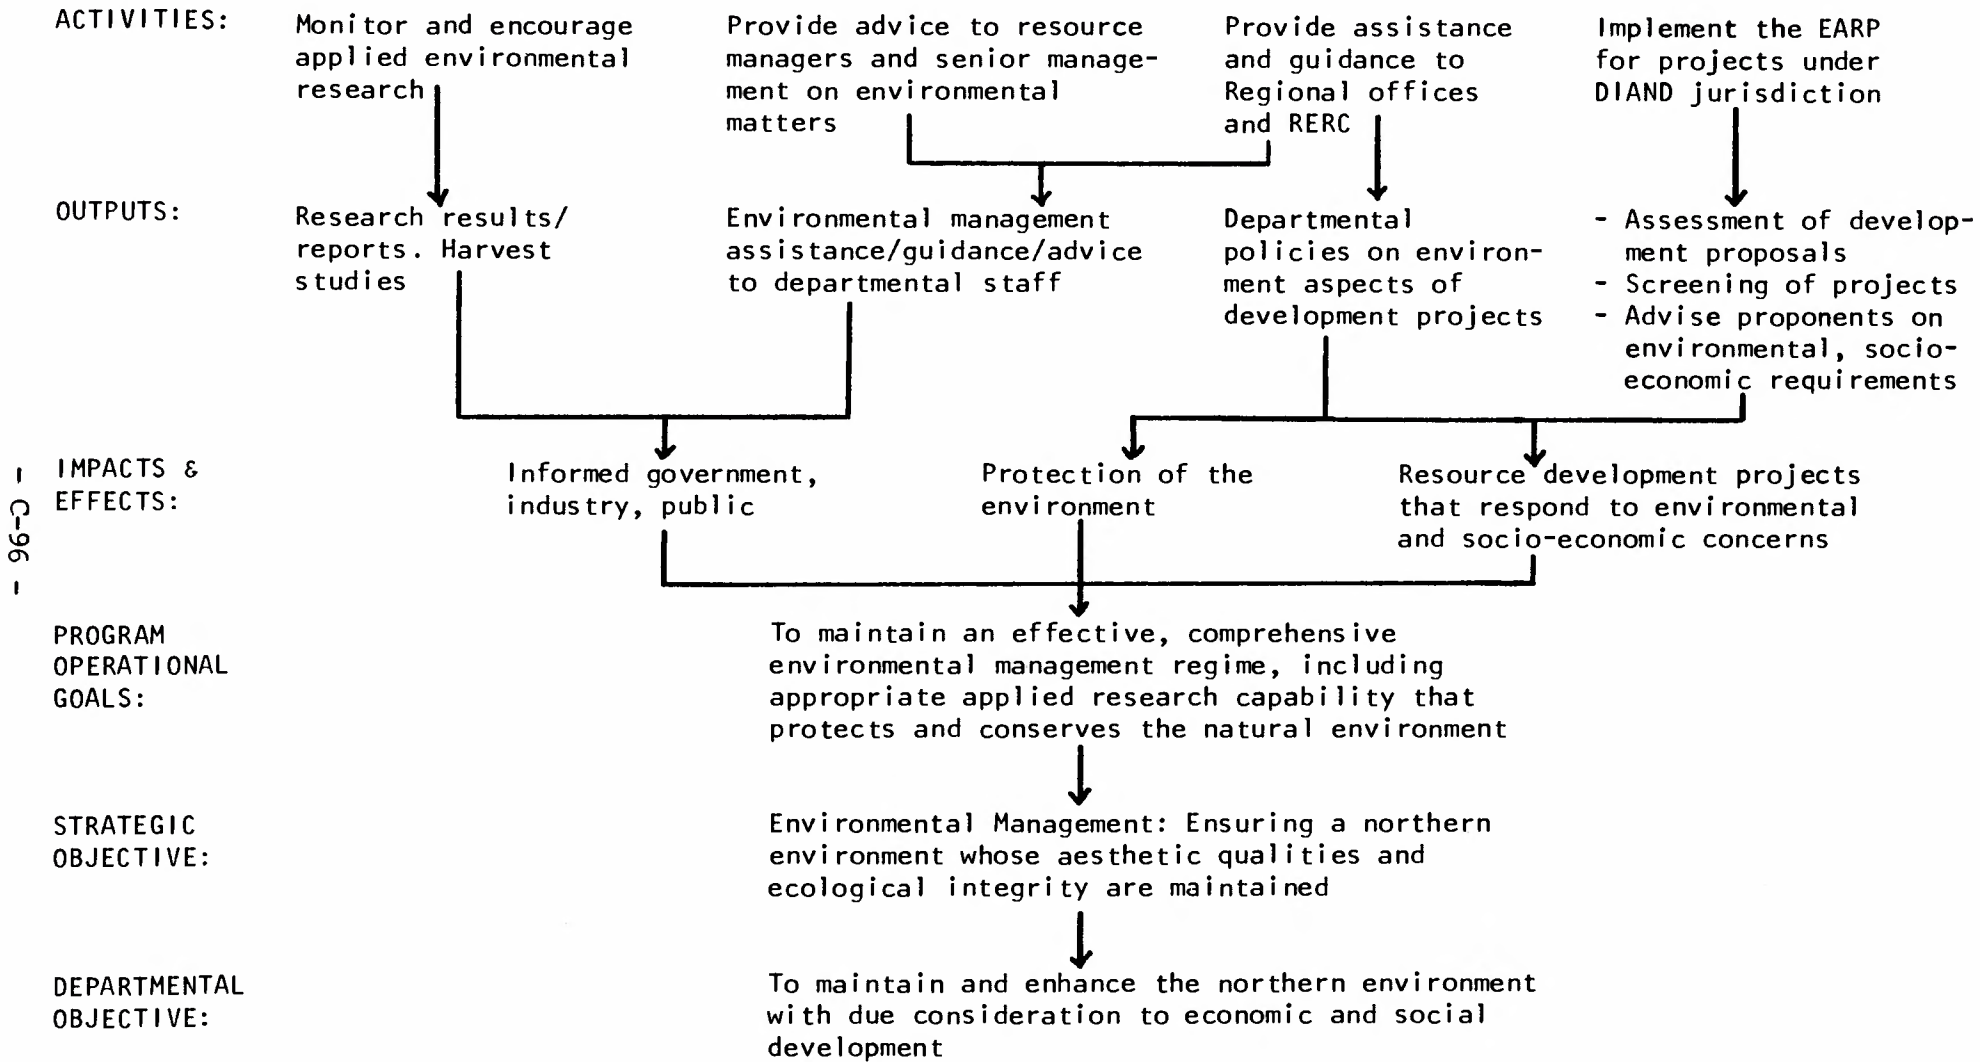 ACTIVITIES:
Monitor and encourage
applied environmental
research
Provide advice to resource
managers and senior manage-
ment on environmental
matters
Provide assistance
and guidance to
Regional offices
and RERC
Implement the EARP
for projects under
DIAND jurisdiction
OUTPUTS:
Research results/
reports. Harvest
studies
Environmental management
assistance/guidance/advice
to departmental staff
Departmental
policies on environ-
ment aspects of
development projects
- Assessment of develop-
ment proposals
- Screening of projects
- Advise proponents on
environmental, socio-
economic requirements
IMPACTS &
EFFECTS:
Informed government,
industry, public
Protection of the
environment
Resource development projects
that respond to environmental
and socio-economic concerns
- C-96 -
PROGRAM
OPERATIONAL
GOALS:
To maintain an effective, comprehensive
environmental management regime, including
appropriate applied research capability that
protects and conserves the natural environment
STRATEGIC
OBJECTIVE:
Environmental Management: Ensuring a northern
environment whose aesthetic qualities and
ecological integrity are maintained
DEPARTMENTAL
OBJECTIVE:
To maintain and enhance the northern environment
with due consideration to economic and social
development